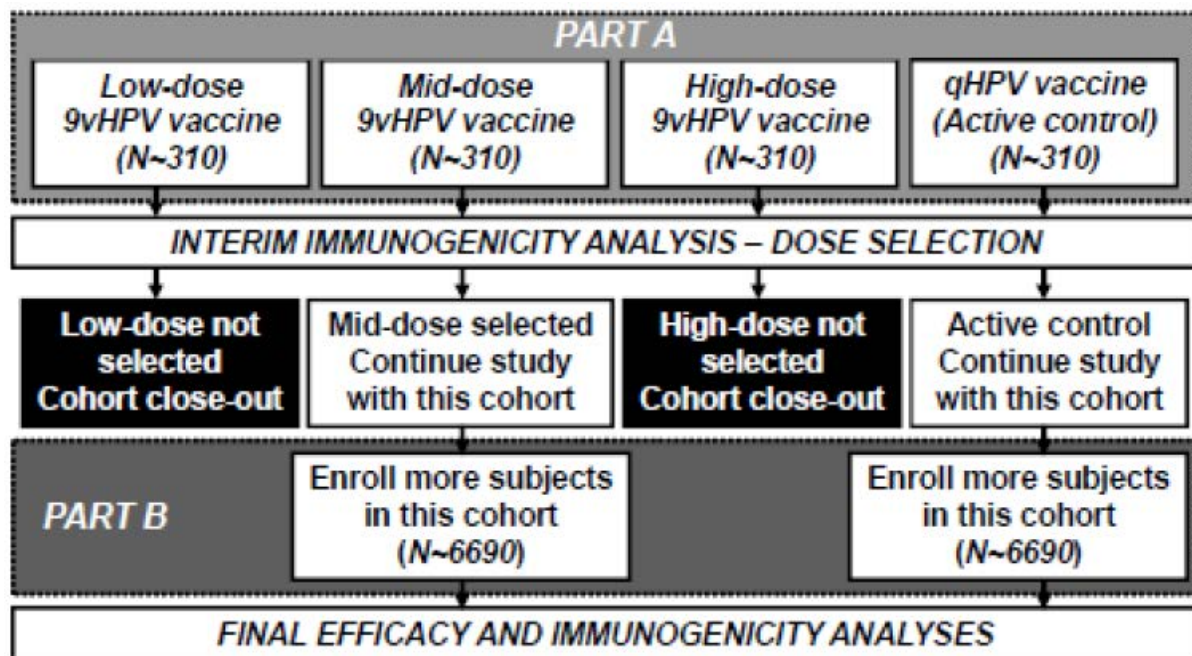 PART A
Low-dose
9vHPV vaccine
(N~310)
Mid-dose
9vHPV vaccine
(N~310)
High-dose
9vHPV vaccine
(N~310)
qHPV vaccine
(Active control)
(N~310)
INTERIM IMMUNOGENICITY ANALYSIS – DOSE SELECTION
Low-dose not
selected
Cohort close-out
Mid-dose selected
Continue study
with this cohort
High-dose not
selected
Cohort close-out
Active control
Continue study
with this cohort
PART B
Enroll more subjects
in this cohort
(N~6690)
Enroll more subjects
in this cohort
(N~6690)
FINAL EFFICACY AND IMMUNOGENICITY ANALYSES